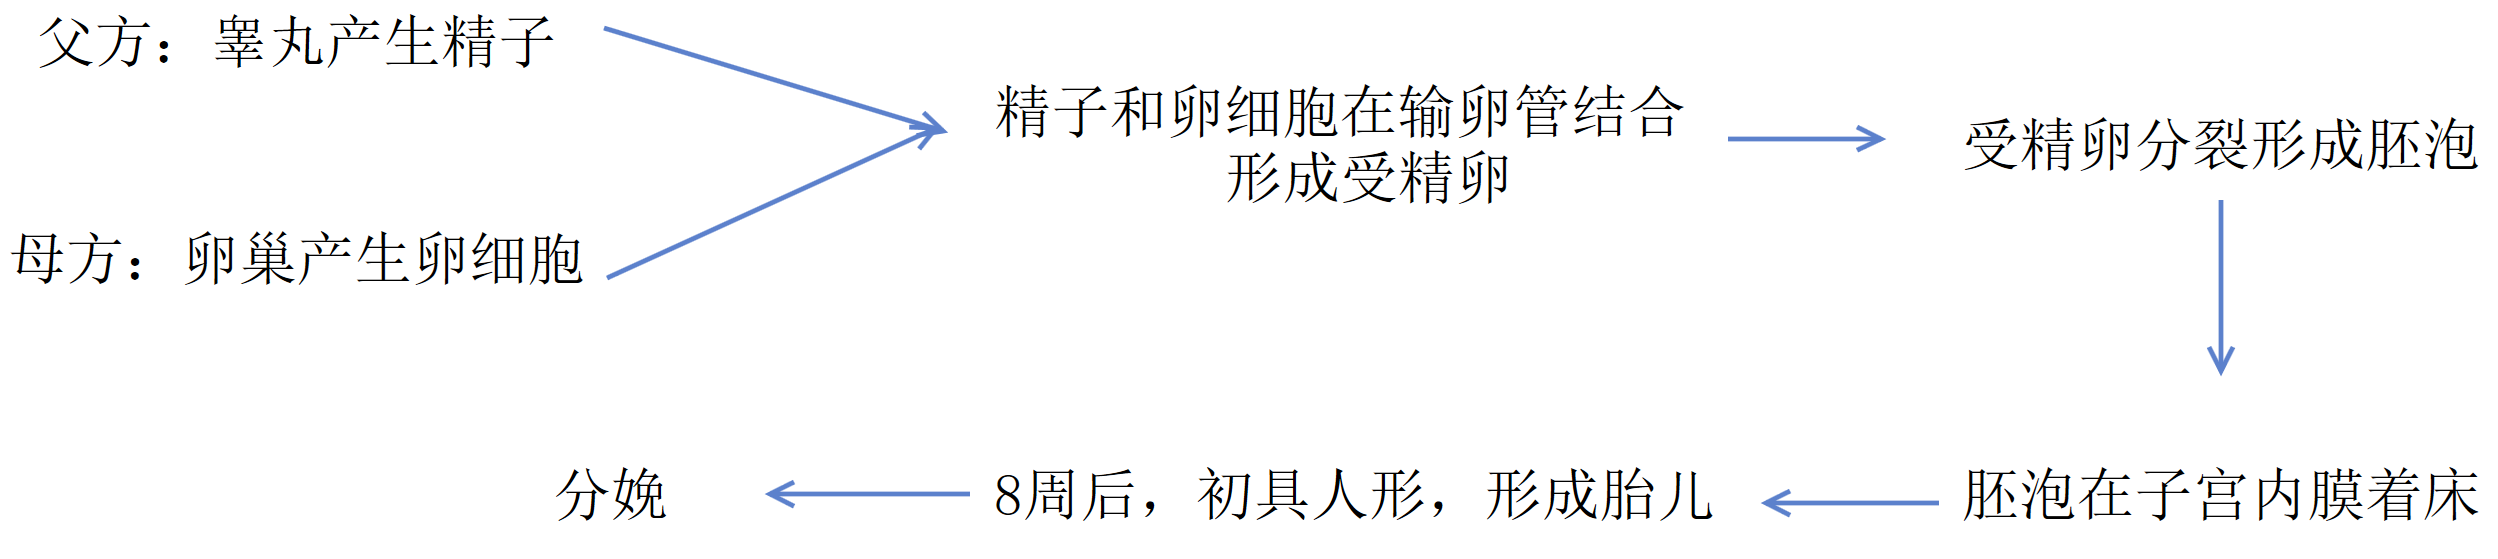 父方：睾丸产生精子
母方：卵巢产生卵细胞
精子和卵细胞在输卵管结合
形成受精卵
受精卵分裂形成胚泡
胚泡在子宫内膜着床
8周后，初具人形，形成胎儿
分娩